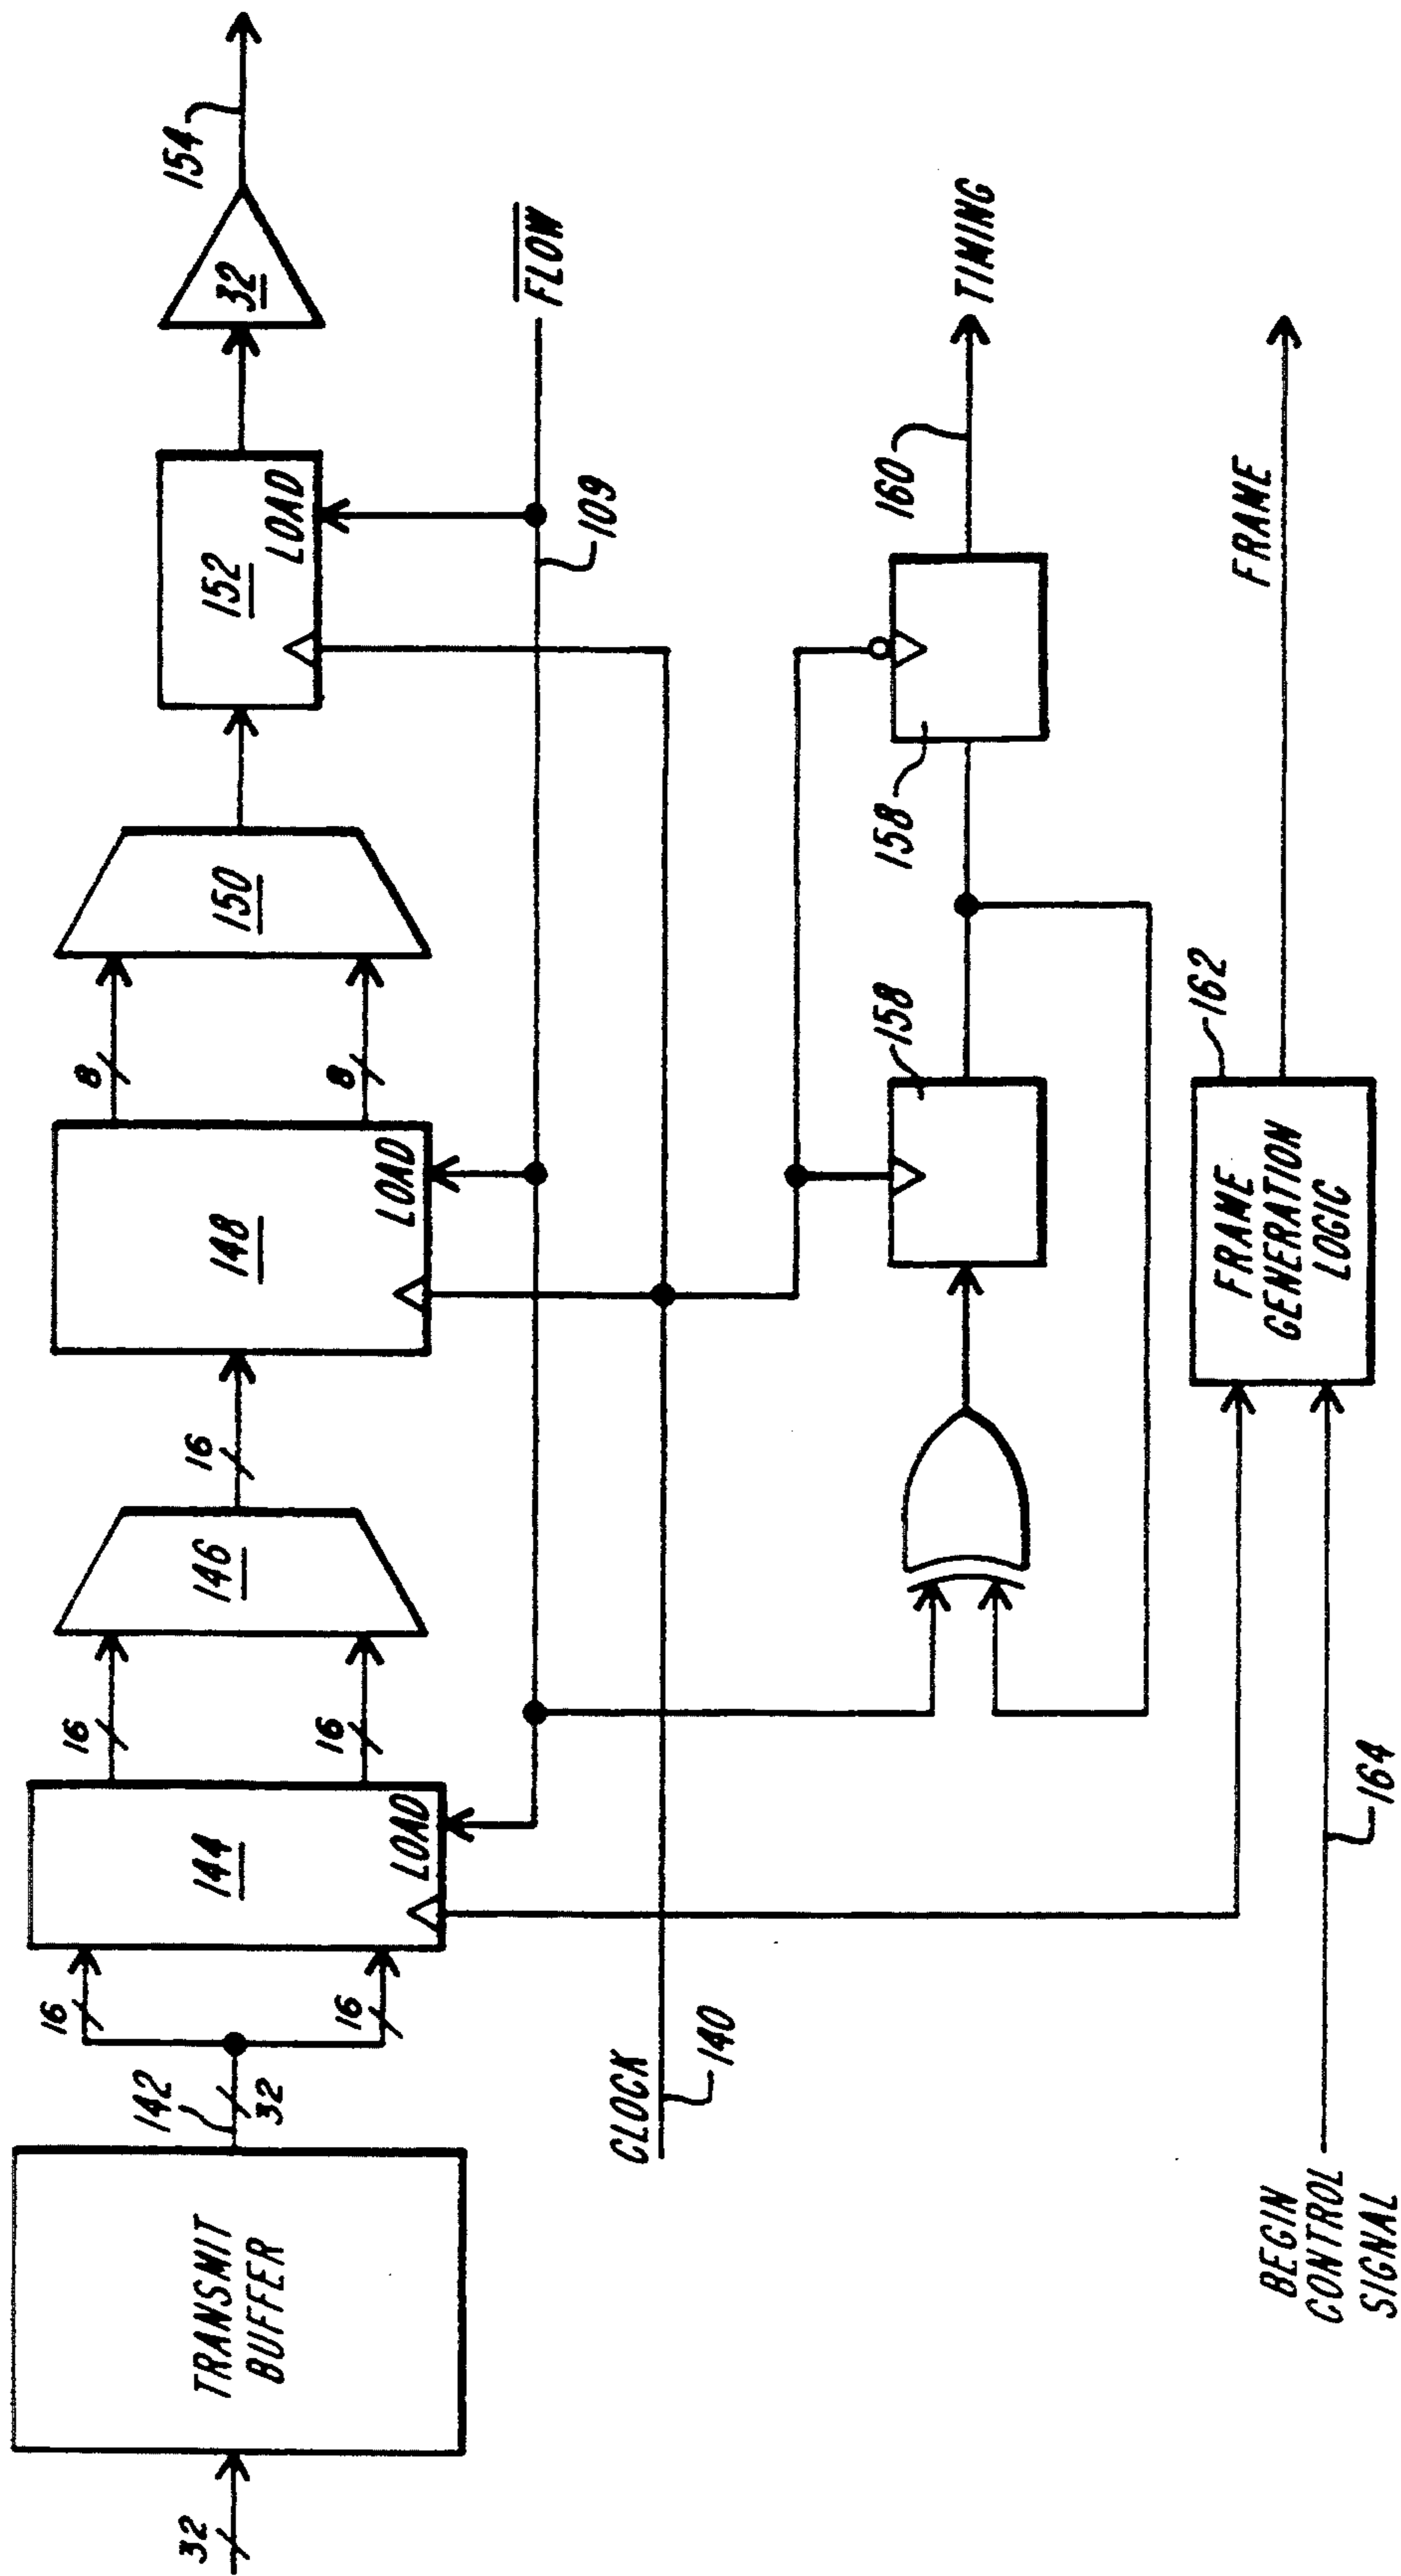 32
TRANSMIT
BUFFER
142
32
16
16
144
LOAD
16
16
146
16
148
LOAD
8
8
150
152
LOAD
32
154
FLOW
109
CLOCK
140
158
158
160
TIMING
BEGIN
CONTROL
SIGNAL
164
FRAME
GENERATION
LOGIC
162
FRAME